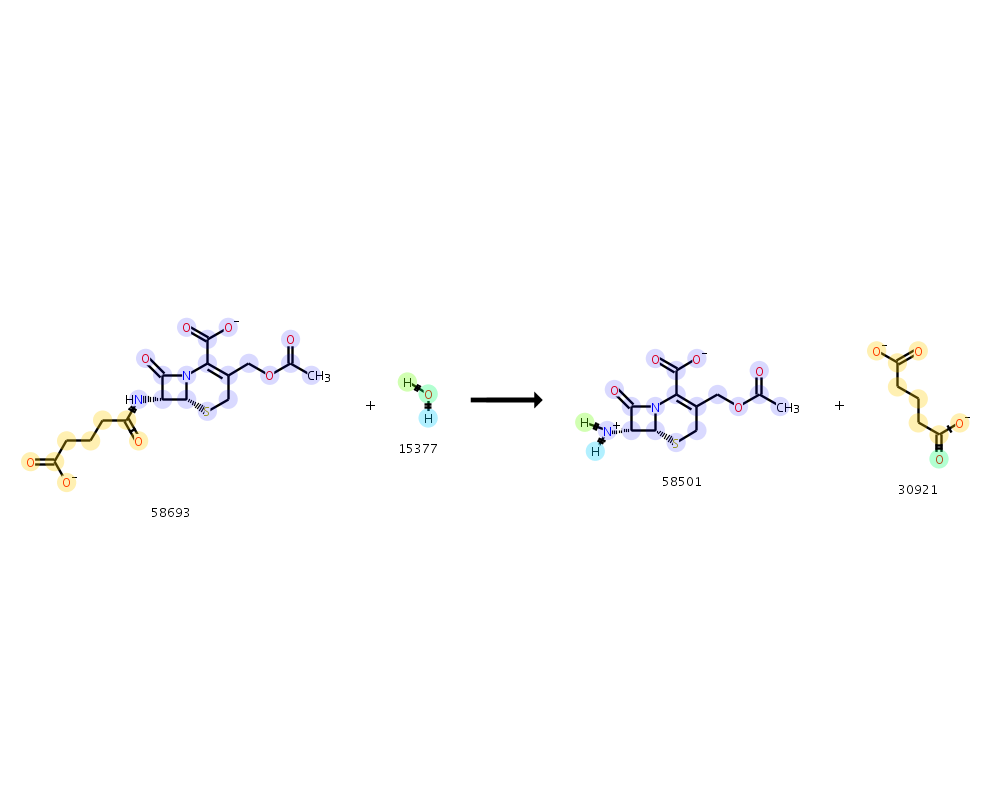 O O⁻
O O
N O CH₃
HN S
O
O
O⁻
58693
+
H
O
H
15377
O O⁻
O O
N O CH₃
H
N⁺
H S
58501
+
O⁻ O
O⁻
O
30921